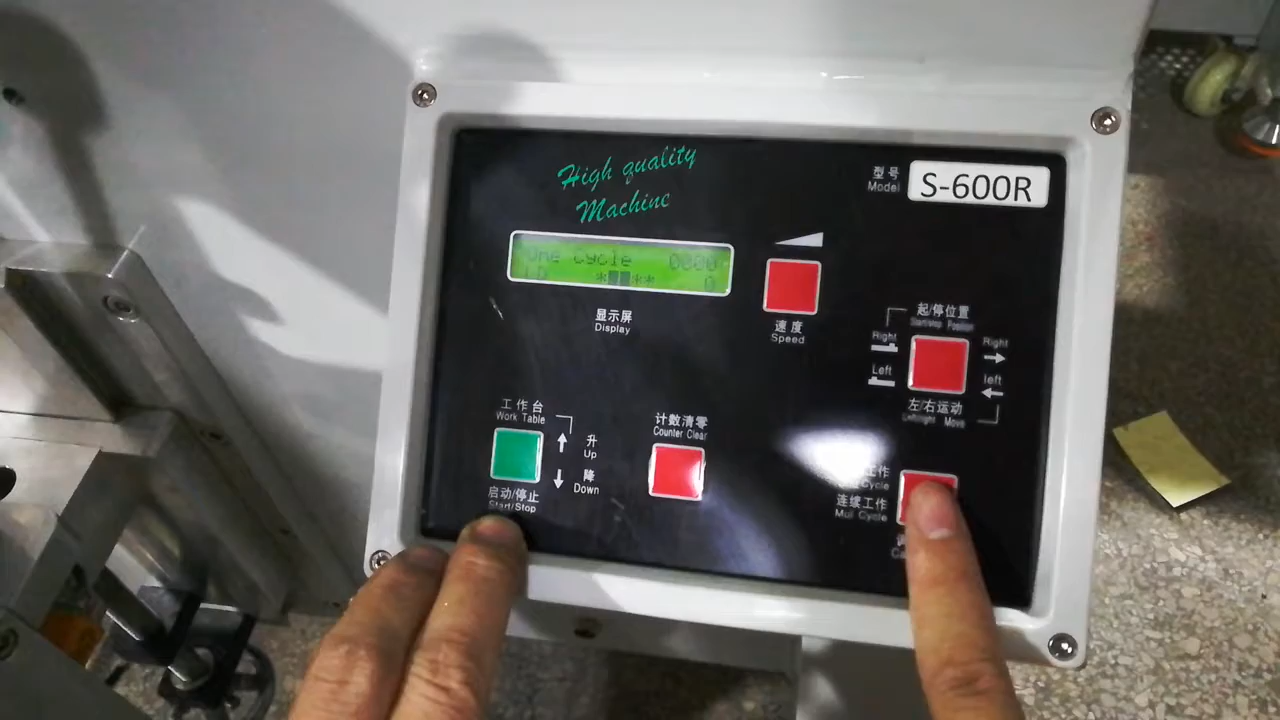 High quality
Machine
型号
Model
S-600R
One cycle 0000
显示屏
Display
速度
Speed
起/停位置
Start/stop Position
Right
Left
Right
left
左/右运动
Left/right Move
工作台
Work Table
升
Up
降
Down
启动/停止
Start/Stop
计数清零
Counter Clear
工作
Cycle
连续工作
Mul Cycle